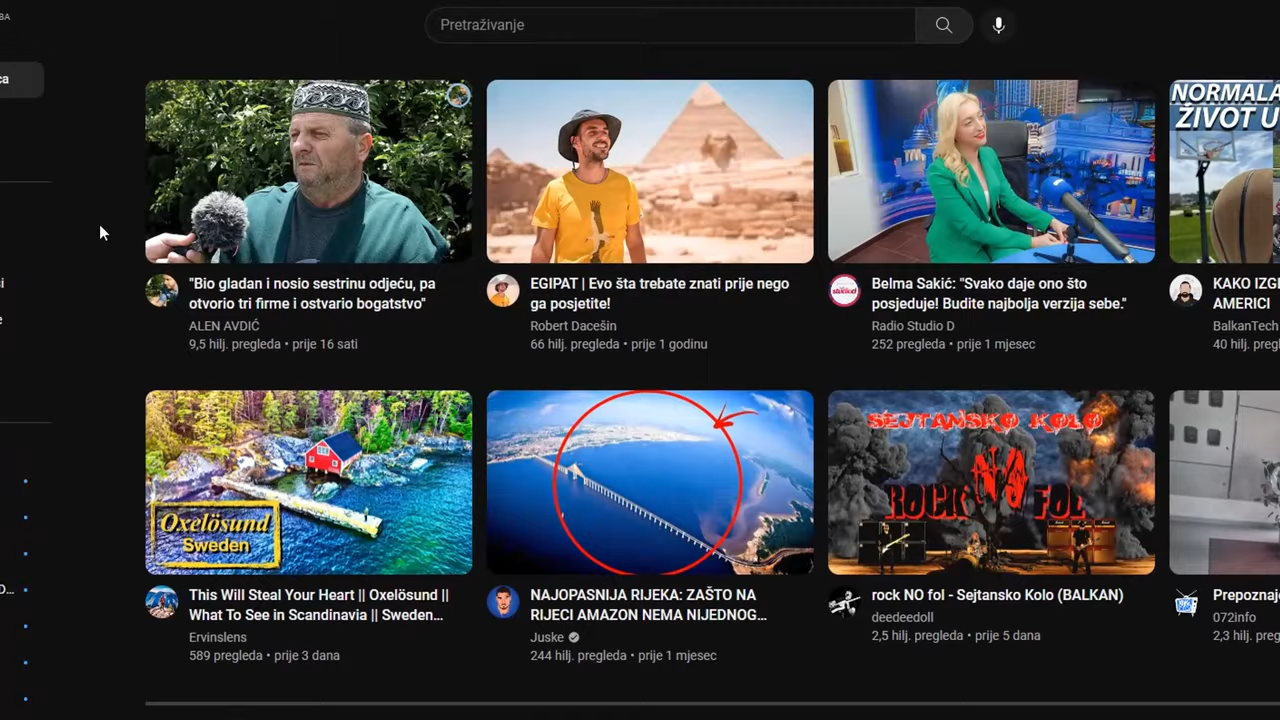 BA
Pretraživanje
ca
NORMALA
ŽIVOT U
"Bio gladan i nosio sestrinu odjeću, pa
otvorio tri firme i ostvario bogatstvo"
ALEN AVDIĆ
9,5 hilj. pregleda • prije 16 sati
EGIPAT | Evo šta trebate znati prije nego
ga posjetite!
Robert Dacešin
66 hilj. pregleda • prije 1 godinu
Belma Sakić: "Svako daje ono što
posjeduje! Budite najbolja verzija sebe."
Radio Studio D
252 pregleda • prije 1 mjesec
KAKO IZGL
AMERICI
BalkanTech
40 hilj. preg
Oxelösund
Sweden
SEJTANSKO KOLO
ROCK NO FOL
This Will Steal Your Heart || Oxelösund ||
What To See in Scandinavia || Sweden...
Ervinslens
589 pregleda • prije 3 dana
NAJOPASNIJA RIJEKA: ZAŠTO NA
RIJECI AMAZON NEMA NIJEDNOG...
Juske
244 hilj. pregleda • prije 1 mjesec
rock NO fol - Sejtansko Kolo (BALKAN)
deedeedoll
2,5 hilj. pregleda • prije 5 dana
Prepoznaje
072info
2,3 hilj. preg
D...